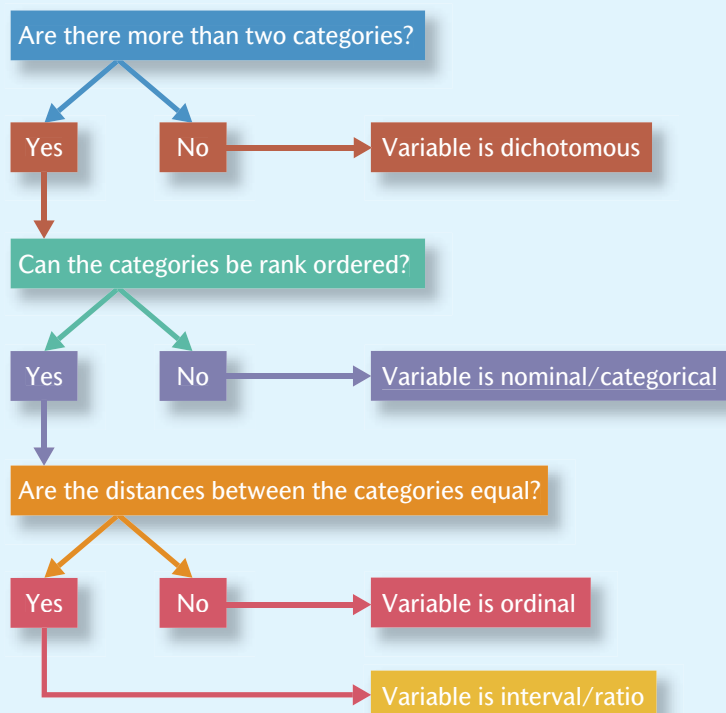 Are there more than two categories?
Yes
No
Variable is dichotomous
Can the categories be rank ordered?
Yes
No
Variable is nominal/categorical
Are the distances between the categories equal?
Yes
No
Variable is ordinal
Variable is interval/ratio